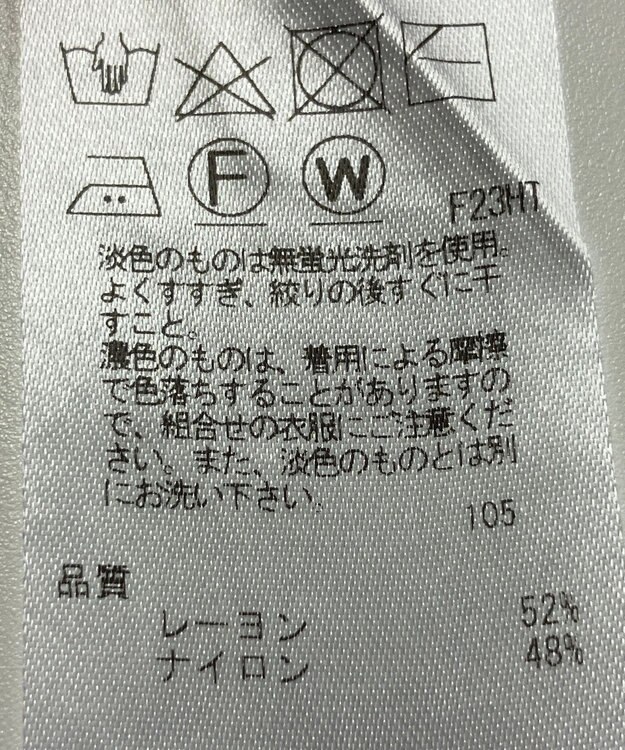 F W
F23HT
淡色のものは無蛍光洗剤を使用。
よくすすぎ、絞りの後すぐに干
すこと。
濃色のものは、着用による摩擦
で色落ちすることがありますの
で、組合せの衣服にご注意くだ
さい。また、淡色のものとは別
にお洗い下さい.
105
品質
レーヨン 52%
ナイロン 48%